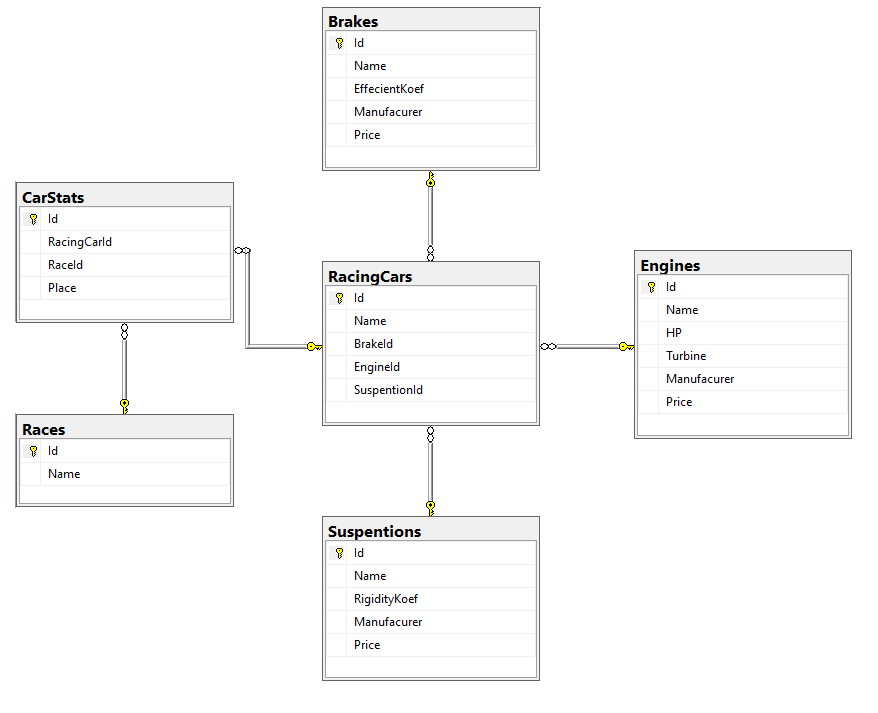 Brakes
Id
Name
EffecientKoef
Manufacurer
Price
CarStats
Id
RacingCarId
RaceId
Place
RacingCars
Id
Name
BrakeId
EngineId
SuspentionId
Engines
Id
Name
HP
Turbine
Manufacurer
Price
Races
Id
Name
Suspentions
Id
Name
RigidityKoef
Manufacurer
Price